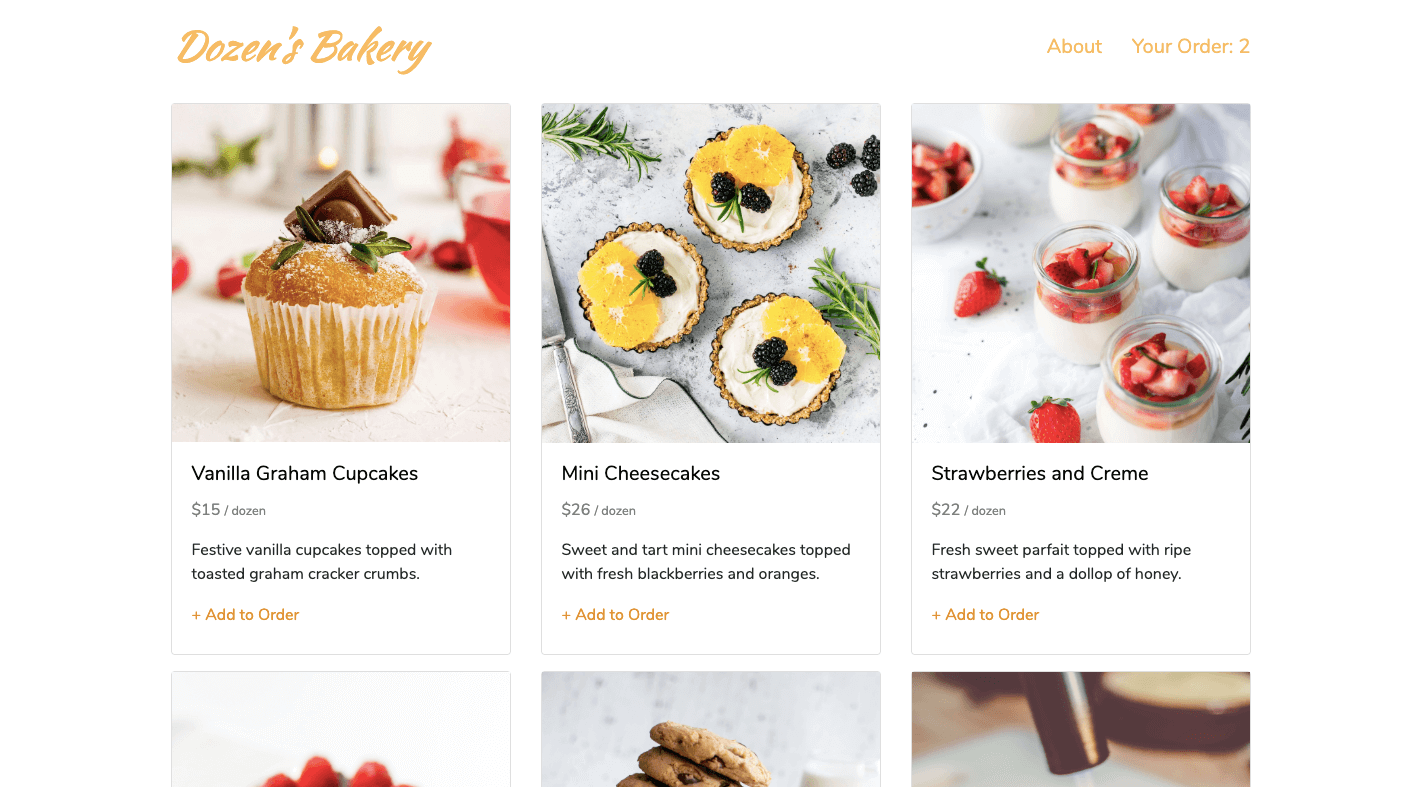 Dozen's Bakery
About
Your Order: 2
Vanilla Graham Cupcakes
$15 / dozen
Festive vanilla cupcakes topped with
toasted graham cracker crumbs.
+ Add to Order
Mini Cheesecakes
$26 / dozen
Sweet and tart mini cheesecakes topped
with fresh blackberries and oranges.
+ Add to Order
Strawberries and Creme
$22 / dozen
Fresh sweet parfait topped with ripe
strawberries and a dollop of honey.
+ Add to Order